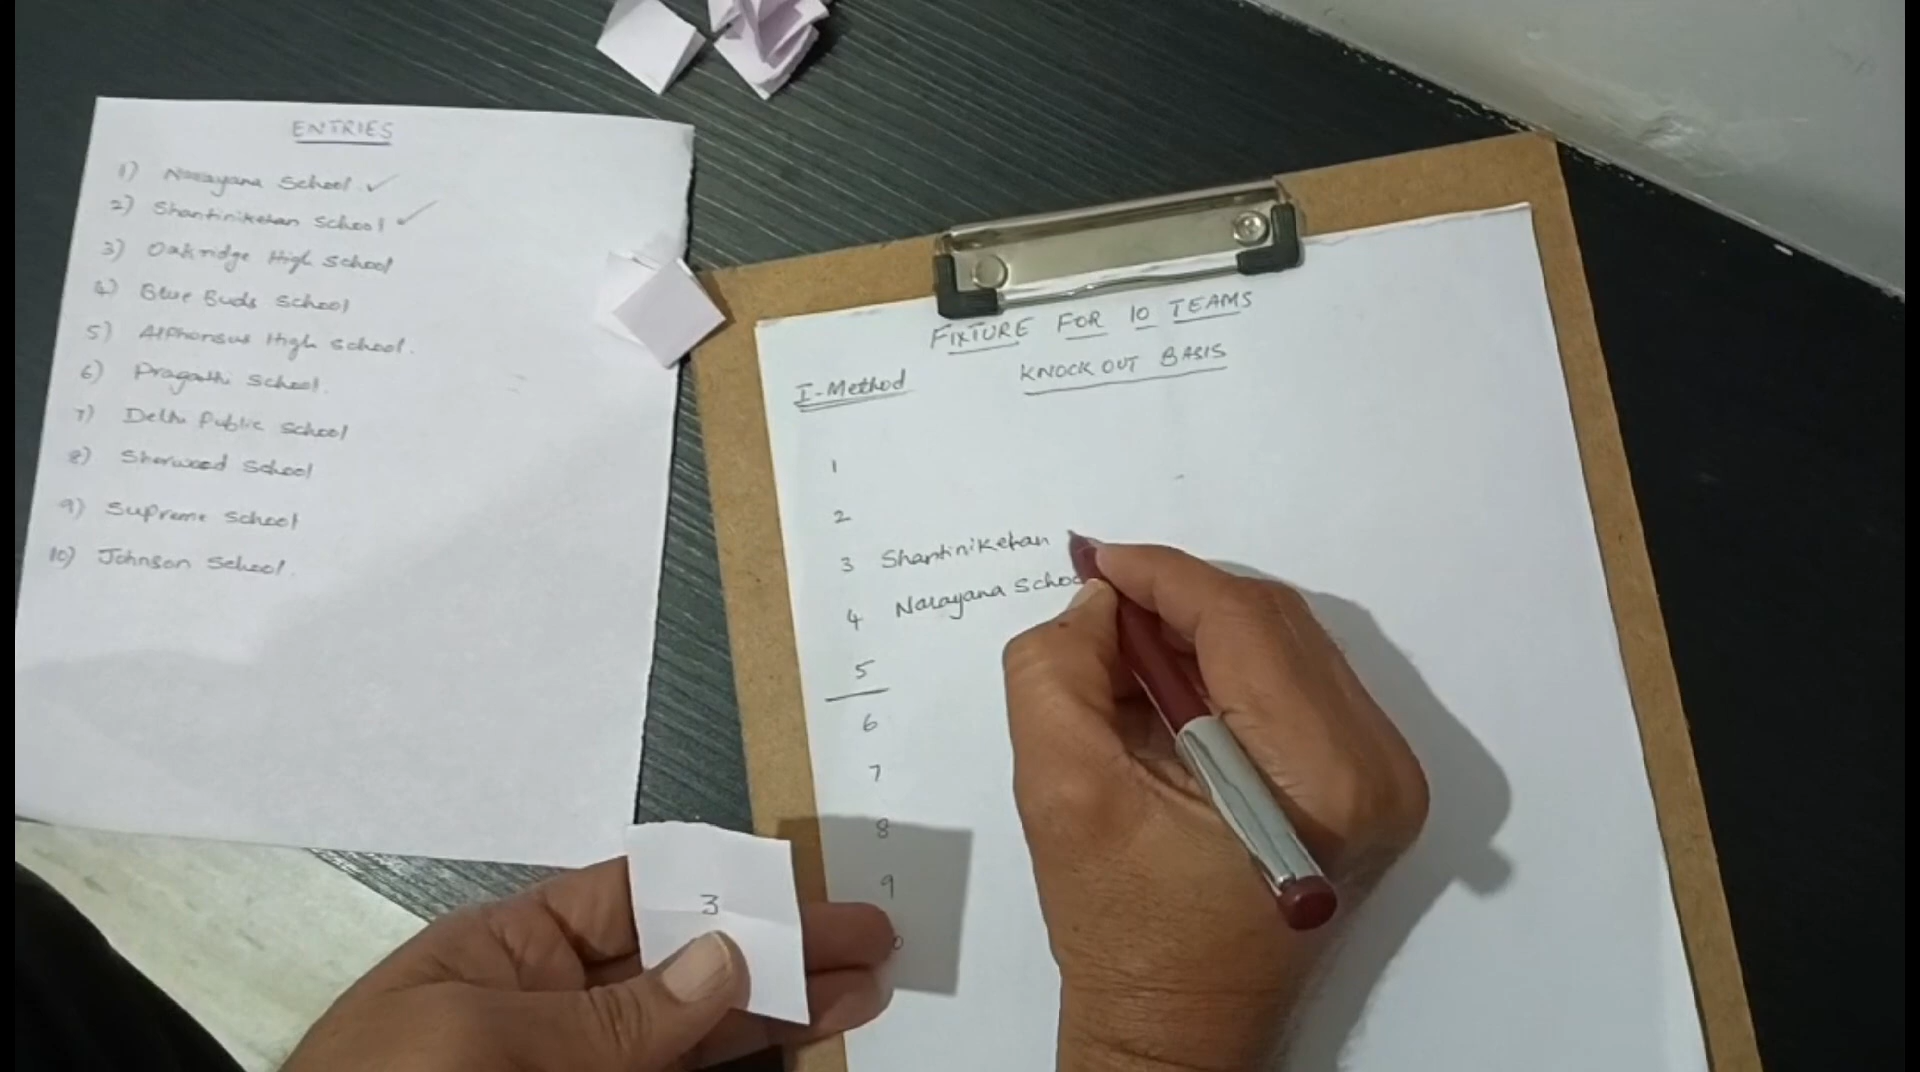 ENTRIES
1) Narayana School ✓
2) Shantiniketan School ✓
3) Oakridge High School
4) Blue Buds School
5) Alphonsus High School.
6) Pragathi School.
7) Delhi Public School
8) Sherwood School
9) Supreme School
10) Johnson School.
FIXTURE FOR 10 TEAMS
KNOCK OUT BASIS
I-Method
1
2
3 Shantiniketan
4 Narayana School
5
6
7
8
9
3